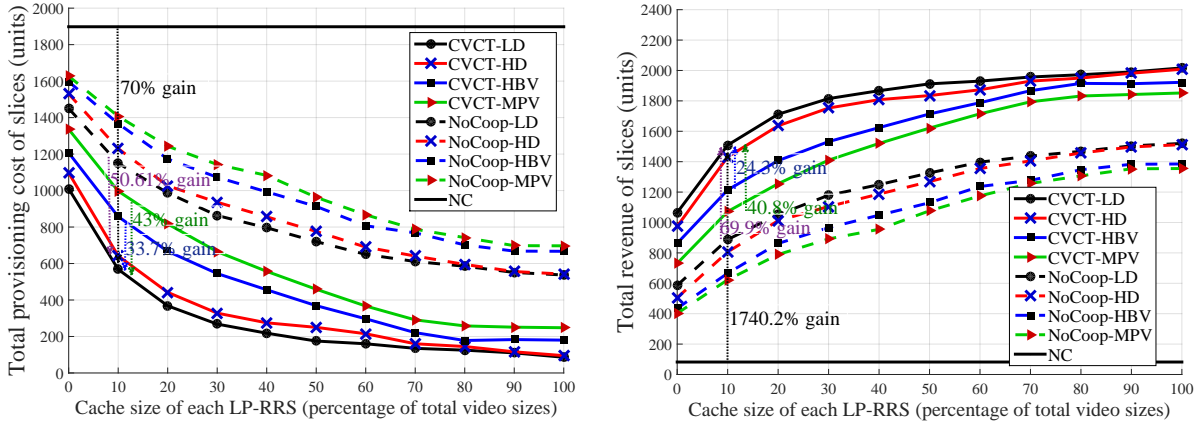 Total provisioning cost of slices (units)
2000
1800
1600
1400
1200
1000
800
600
400
200
0
70% gain
50.61% gain
43% gain
33.7% gain
CVCT-LD
CVCT-HD
CVCT-HBV
CVCT-MPV
NoCoop-LD
NoCoop-HD
NoCoop-HBV
NoCoop-MPV
NC
0 10 20 30 40 50 60 70 80 90 100
Cache size of each LP-RRS (percentage of total video sizes)
Total revenue of slices (units)
2400
2200
2000
1800
1600
1400
1200
1000
800
600
400
200
0
24.3% gain
40.8% gain
69.9% gain
1740.2% gain
CVCT-LD
CVCT-HD
CVCT-HBV
CVCT-MPV
NoCoop-LD
NoCoop-HD
NoCoop-HBV
NoCoop-MPV
NC
0 10 20 30 40 50 60 70 80 90 100
Cache size of each LP-RRS (percentage of total video sizes)